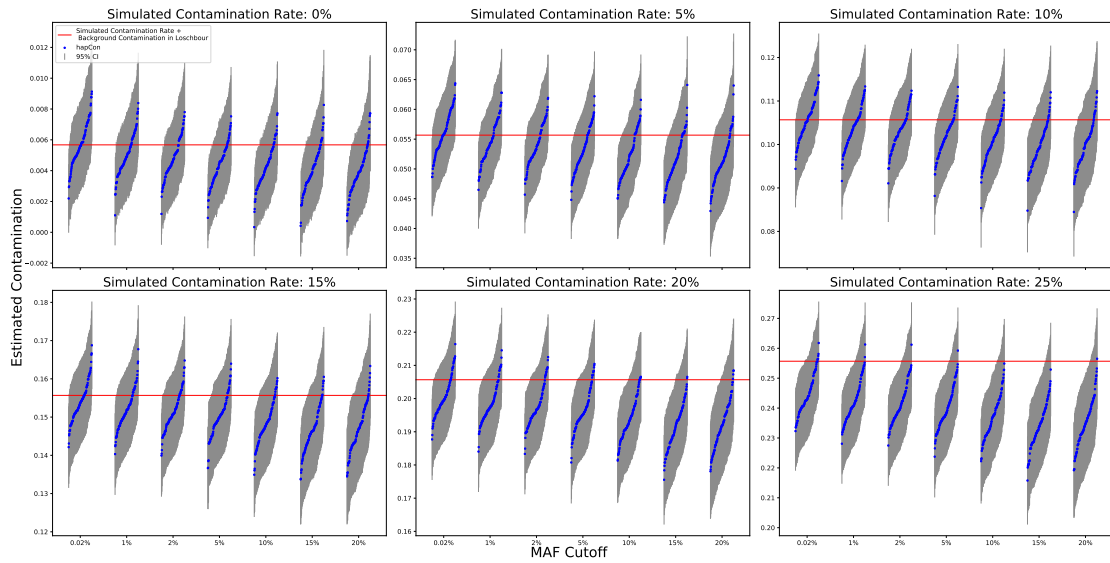 Simulated Contamination Rate: 0%
Simulated Contamination Rate: 5%
Simulated Contamination Rate: 10%
Simulated Contamination Rate +
Background Contamination in Loschbour
hapCon
95% CI
0.012
0.010
0.008
0.006
0.004
0.002
0.000
−0.002
0.070
0.065
0.060
0.055
0.050
0.045
0.040
0.035
0.12
0.11
0.10
0.09
0.08
Estimated Contamination
Simulated Contamination Rate: 15%
Simulated Contamination Rate: 20%
Simulated Contamination Rate: 25%
0.18
0.17
0.16
0.15
0.14
0.13
0.12
0.23
0.22
0.21
0.20
0.19
0.18
0.17
0.16
0.27
0.26
0.25
0.24
0.23
0.22
0.21
0.20
0.02% 1% 2% 5% 10% 15% 20%
0.02% 1% 2% 5% 10% 15% 20%
0.02% 1% 2% 5% 10% 15% 20%
MAF Cutoff